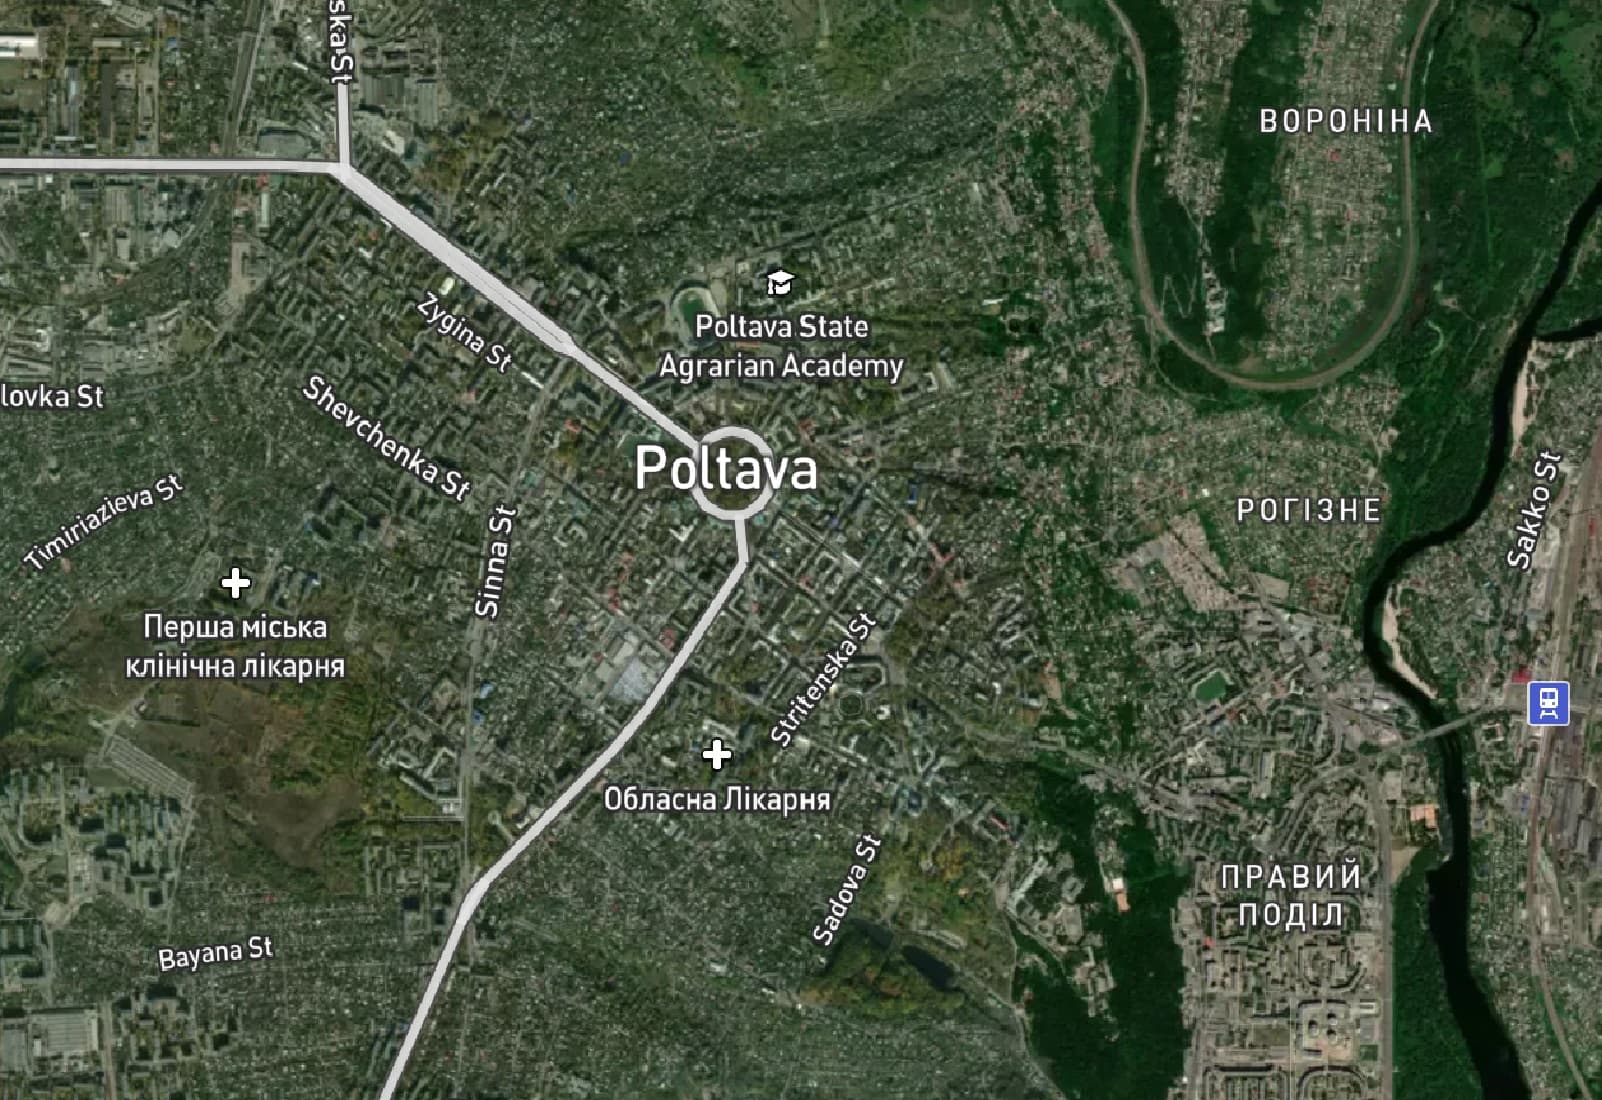 ska St
ВОРОНІНА
Poltava State
Agrarian Academy
Zygina St
lovka St
Shevchenka St
Poltava
Timiriazieva St
РОГІЗНЕ
Sakko St
Sinna St
Перша міська
клінічна лікарня
Stritenska St
Обласна Лікарня
ПРАВИЙ
ПОДІЛ
Sadova St
Bayana St